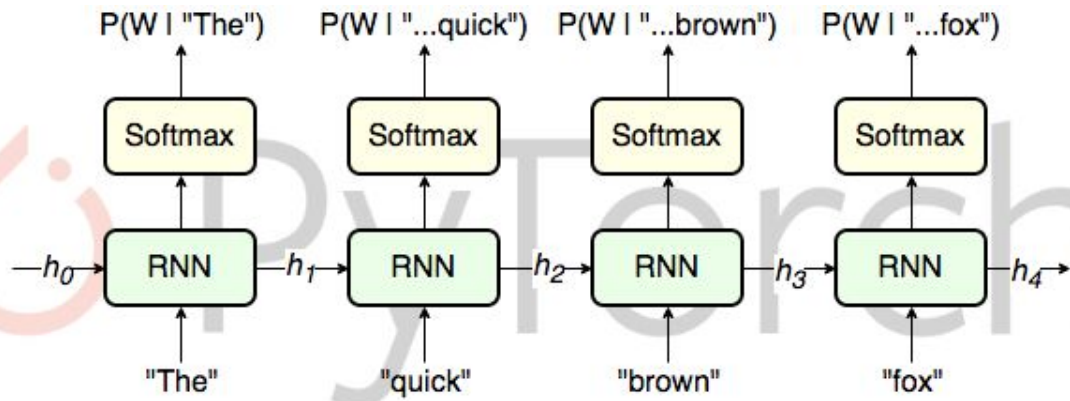 P(W | "The") P(W | "...quick") P(W | "...brown") P(W | "...fox")
Softmax Softmax Softmax Softmax
h0 RNN h1 RNN h2 RNN h3 RNN h4
"The" "quick" "brown" "fox"
PyTorch